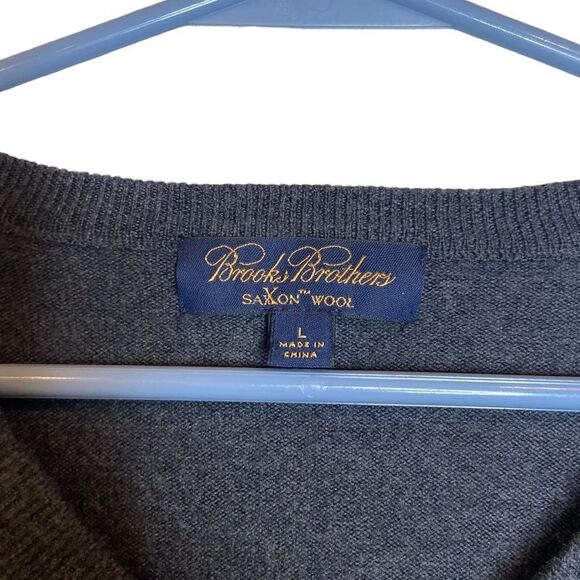 Brooks Brothers
SAXXON™ WOOL
L
MADE IN
CHINA